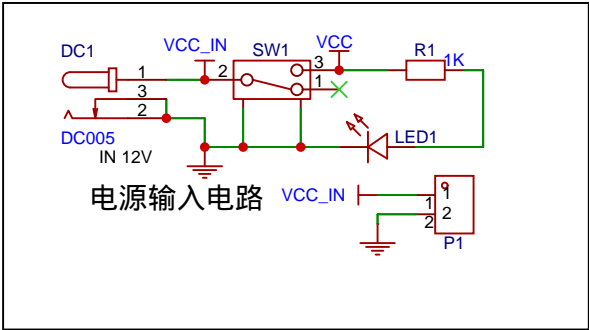 DC1
VCC_IN
SW1
VCC
R1
1K
1
2
3
1
3
2
DC005
IN 12V
LED1
电源输入电路
VCC_IN
1
1
2
2
P1